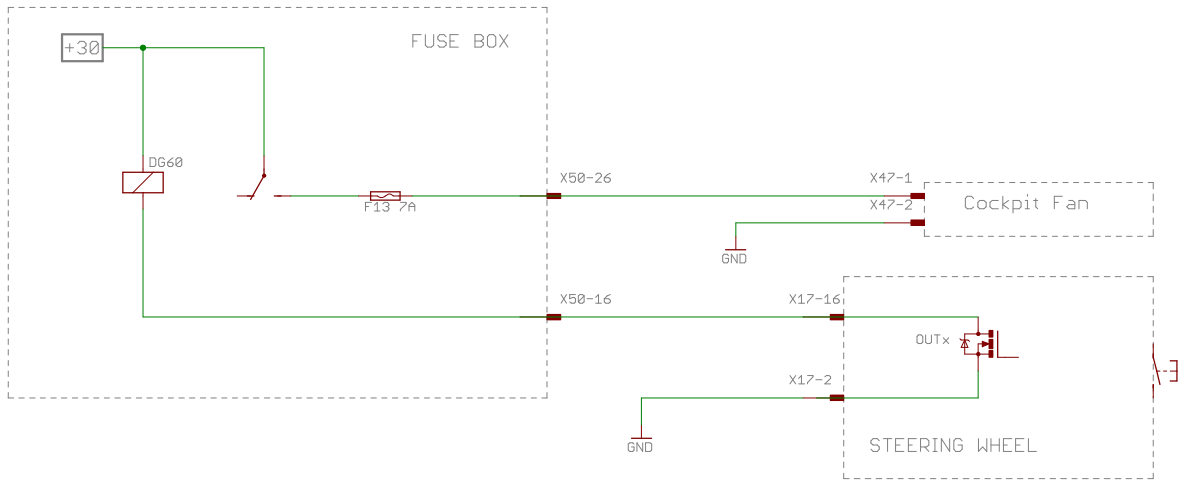 +30
FUSE BOX
DG60
F13 7A
X50-26
X47-1
X47-2
Cockpit Fan
GND
X50-16
X17-16
OUTx
X17-2
GND
STEERING WHEEL